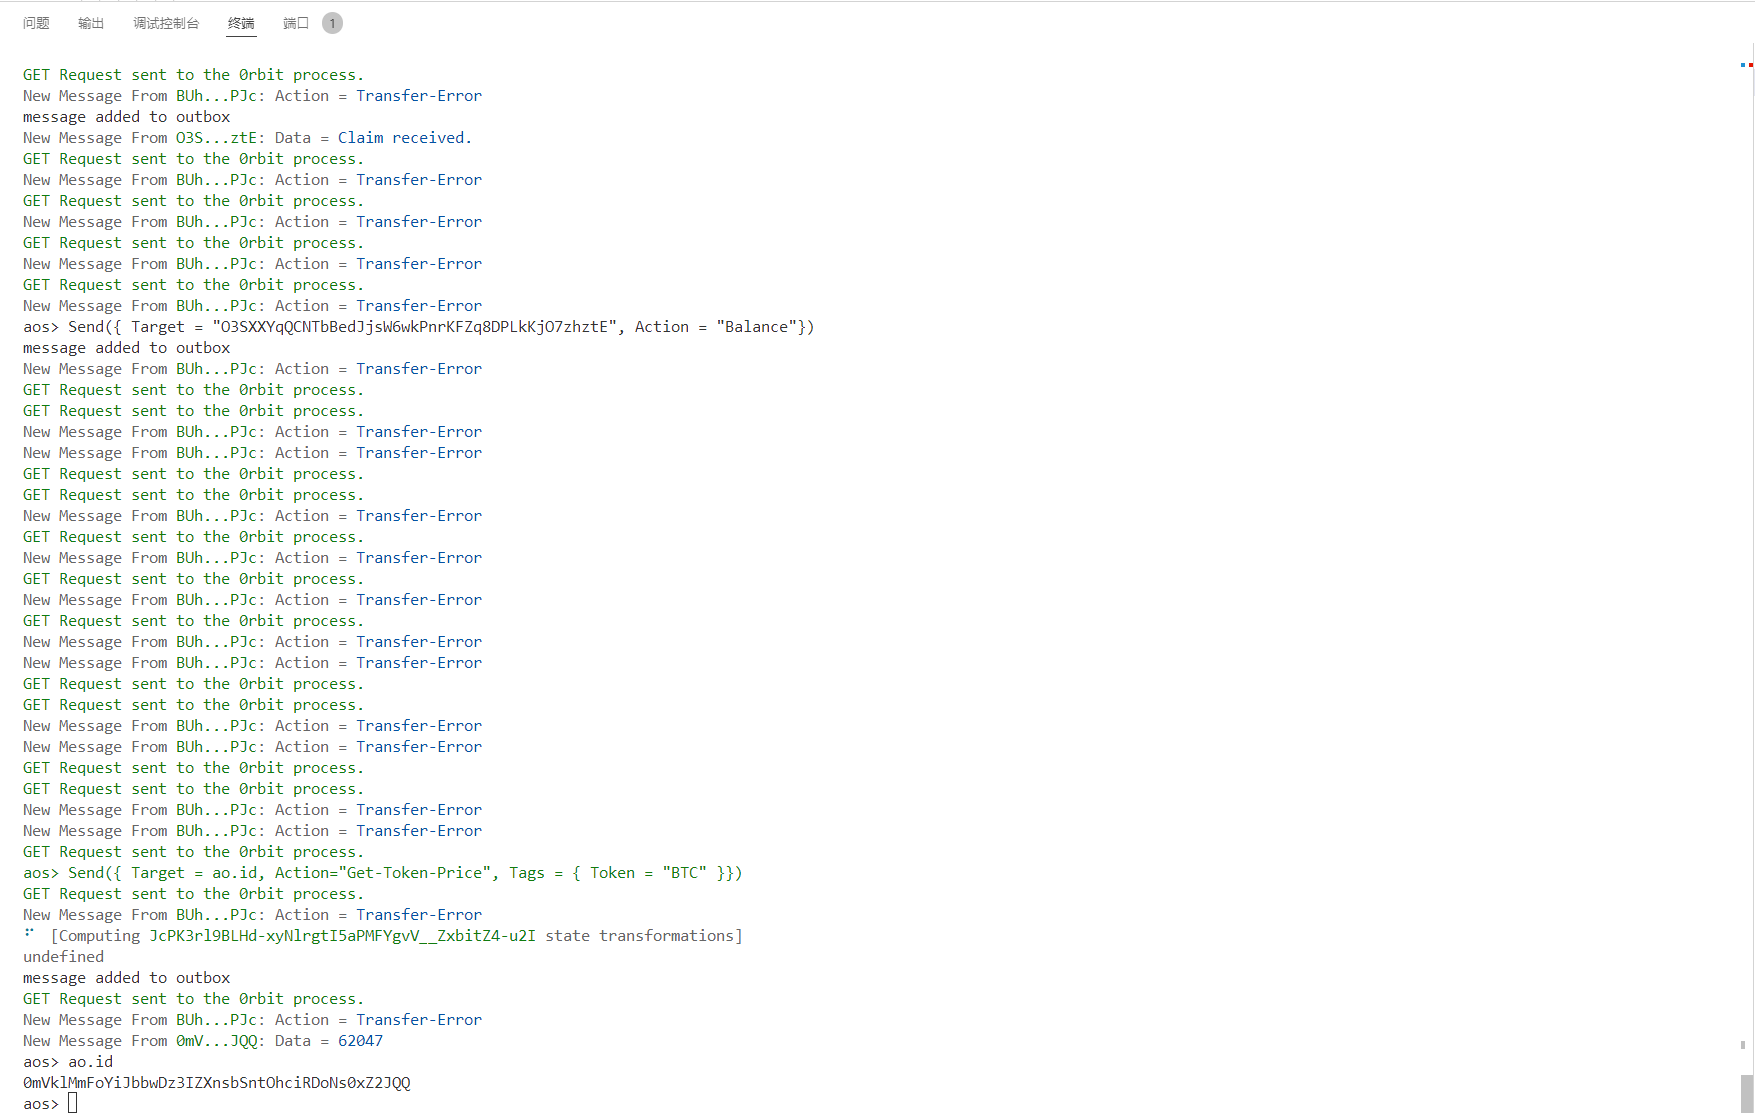 问题 输出 调试控制台 终端 端口 1
GET Request sent to the 0rbit process.
New Message From BUh...PJc: Action = Transfer-Error
message added to outbox
New Message From O3S...ztE: Data = Claim received.
GET Request sent to the 0rbit process.
New Message From BUh...PJc: Action = Transfer-Error
GET Request sent to the 0rbit process.
New Message From BUh...PJc: Action = Transfer-Error
GET Request sent to the 0rbit process.
New Message From BUh...PJc: Action = Transfer-Error
GET Request sent to the 0rbit process.
New Message From BUh...PJc: Action = Transfer-Error
aos> Send({ Target = "O3SXXYqQCNTbBedJjsW6wkPnrKFZq8DPLkKjO7zhztE", Action = "Balance"})
message added to outbox
New Message From BUh...PJc: Action = Transfer-Error
GET Request sent to the 0rbit process.
GET Request sent to the 0rbit process.
New Message From BUh...PJc: Action = Transfer-Error
New Message From BUh...PJc: Action = Transfer-Error
GET Request sent to the 0rbit process.
GET Request sent to the 0rbit process.
New Message From BUh...PJc: Action = Transfer-Error
GET Request sent to the 0rbit process.
New Message From BUh...PJc: Action = Transfer-Error
GET Request sent to the 0rbit process.
New Message From BUh...PJc: Action = Transfer-Error
GET Request sent to the 0rbit process.
New Message From BUh...PJc: Action = Transfer-Error
New Message From BUh...PJc: Action = Transfer-Error
GET Request sent to the 0rbit process.
GET Request sent to the 0rbit process.
New Message From BUh...PJc: Action = Transfer-Error
New Message From BUh...PJc: Action = Transfer-Error
GET Request sent to the 0rbit process.
GET Request sent to the 0rbit process.
New Message From BUh...PJc: Action = Transfer-Error
New Message From BUh...PJc: Action = Transfer-Error
GET Request sent to the 0rbit process.
aos> Send({ Target = ao.id, Action="Get-Token-Price", Tags = { Token = "BTC" }})
GET Request sent to the 0rbit process.
New Message From BUh...PJc: Action = Transfer-Error
[Computing JcPK3rl9BLHd-xyNlrgtI5aPMFYgvV__ZxbitZ4-u2I state transformations]
undefined
message added to outbox
GET Request sent to the 0rbit process.
New Message From BUh...PJc: Action = Transfer-Error
New Message From 0mV...JQQ: Data = 62047
aos> ao.id
0mVklMmFoYiJbbwDz3IZXnsbSntOhciRDoNs0xZ2JQQ
aos>